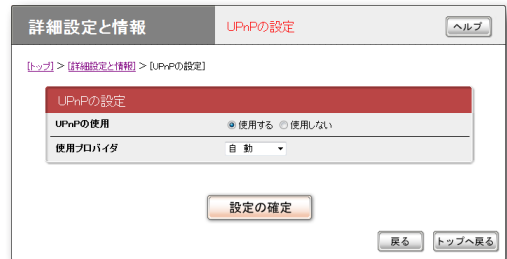 詳細設定と情報 UPnPの設定 ヘルプ
[トップ] > [詳細設定と情報] > [UPnPの設定]
UPnPの設定
UPnPの使用 使用する 使用しない
使用プロバイダ 自動
設定の確定
戻る トップへ戻る